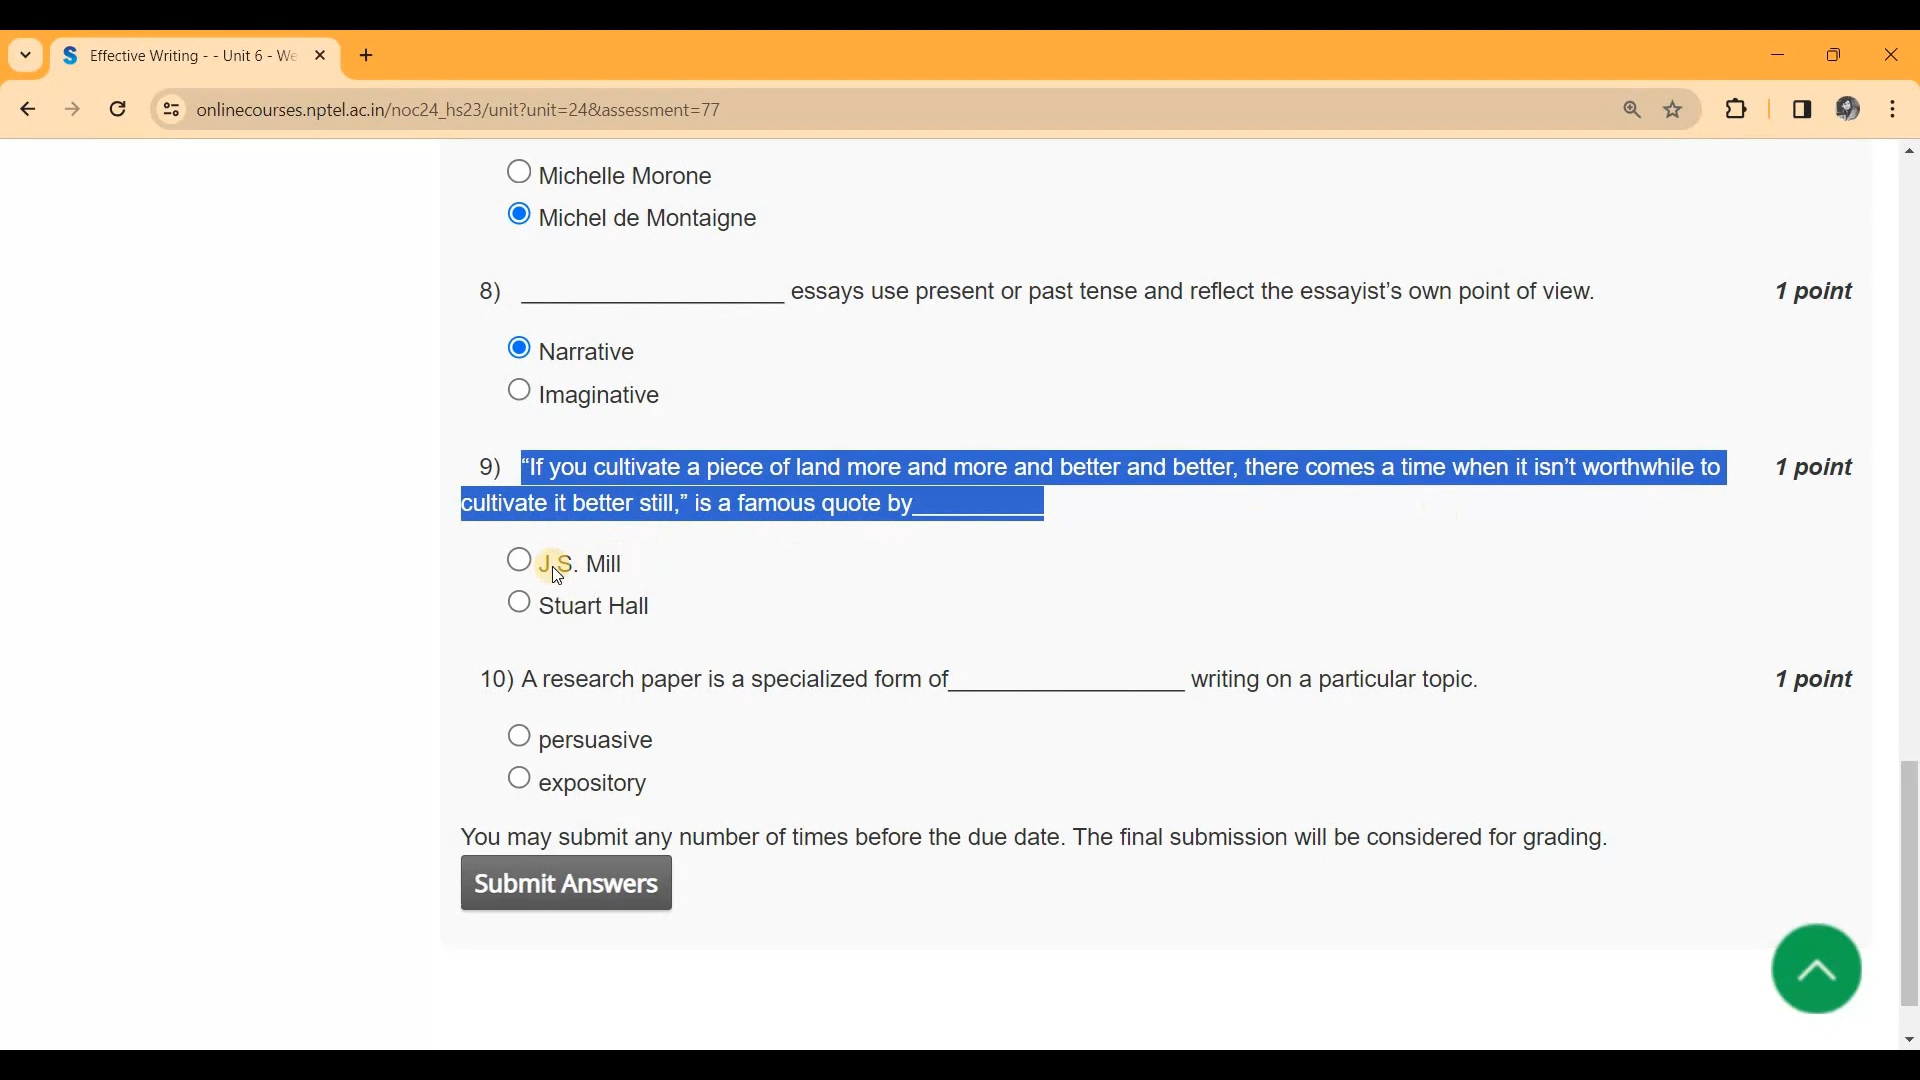 Effective Writing - - Unit 6 - We
onlinecourses.nptel.ac.in/noc24_hs23/unit?unit=24&assessment=77
Michelle Morone
Michel de Montaigne
8) ____________________ essays use present or past tense and reflect the essayist’s own point of view. 1 point
Narrative
Imaginative
9) “If you cultivate a piece of land more and more and better and better, there comes a time when it isn’t worthwhile to 1 point
cultivate it better still,” is a famous quote by__________
J.S. Mill
Stuart Hall
10) A research paper is a specialized form of__________________ writing on a particular topic. 1 point
persuasive
expository
You may submit any number of times before the due date. The final submission will be considered for grading.
Submit Answers